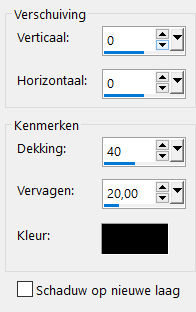 Verschuiving
Verticaal: 0
Horizontaal: 0
Kenmerken
Dekking: 40
Vervagen: 20,00
Kleur:
Schaduw op nieuwe laag